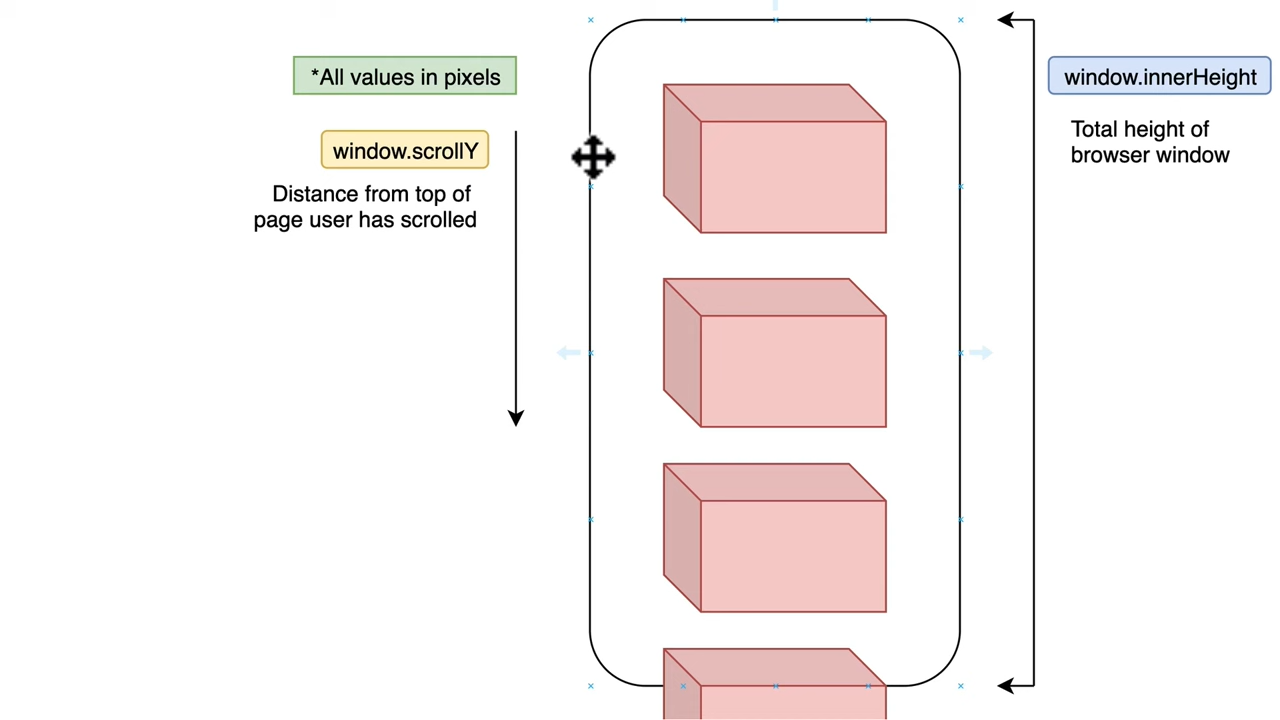 *All values in pixels
window.scrollY
Distance from top of
page user has scrolled
window.innerHeight
Total height of
browser window